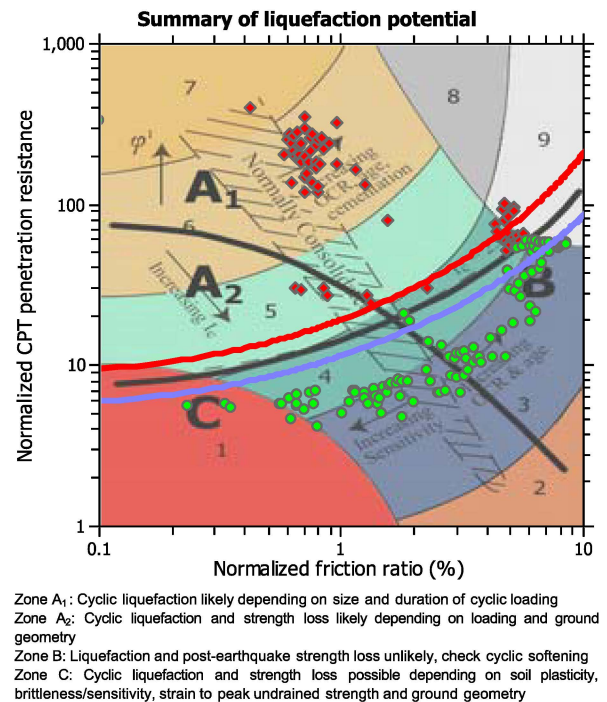 Summary of liquefaction potential
1,000
100
10
1
0.1
1
10
Normalized CPT penetration resistance
Normalized friction ratio (%)
7
8
9
φ'
Increasing
OCR, age,
cementation
A1
Normally Consolidated
6
A2
Increasing Ic
5
B
4
Increasing
OCR & age
C
Increasing
Sensitivity
3
1
2
Zone A1: Cyclic liquefaction likely depending on size and duration of cyclic loading
Zone A2: Cyclic liquefaction and strength loss likely depending on loading and ground
geometry
Zone B: Liquefaction and post-earthquake strength loss unlikely, check cyclic softening
Zone C: Cyclic liquefaction and strength loss possible depending on soil plasticity,
brittleness/sensitivity, strain to peak undrained strength and ground geometry